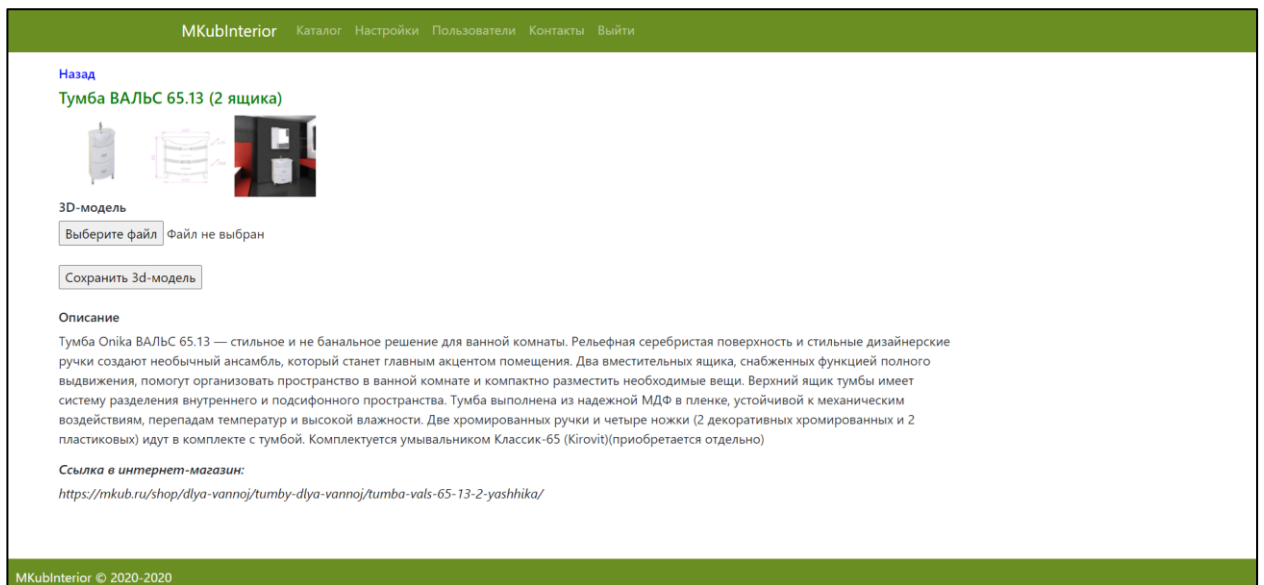 MKubInterior Каталог Настройки Пользователи Контакты Выйти
Назад
Тумба ВАЛЬС 65.13 (2 ящика)
3D-модель
Выберите файл Файл не выбран
Сохранить 3d-модель
Описание
Тумба Onika ВАЛЬС 65.13 — стильное и не банальное решение для ванной комнаты. Рельефная серебристая поверхность и стильные дизайнерские
ручки создают необычный ансамбль, который станет главным акцентом помещения. Два вместительных ящика, снабженных функцией полного
выдвижения, помогут организовать пространство в ванной комнате и компактно разместить необходимые вещи. Верхний ящик тумбы имеет
систему разделения внутреннего и подсифонного пространства. Тумба выполнена из надежной МДФ в пленке, устойчивой к механическим
воздействиям, перепадам температур и высокой влажности. Две хромированных ручки и четыре ножки (2 декоративных хромированных и 2
пластиковых) идут в комплекте с тумбой. Комплектуется умывальником Классик-65 (Kirovit)(приобретается отдельно)
Ссылка в интернет-магазин:
https://mkub.ru/shop/dlya-vannoj/tumby-dlya-vannoj/tumba-vals-65-13-2-yashhika/
MKubInterior © 2020-2020